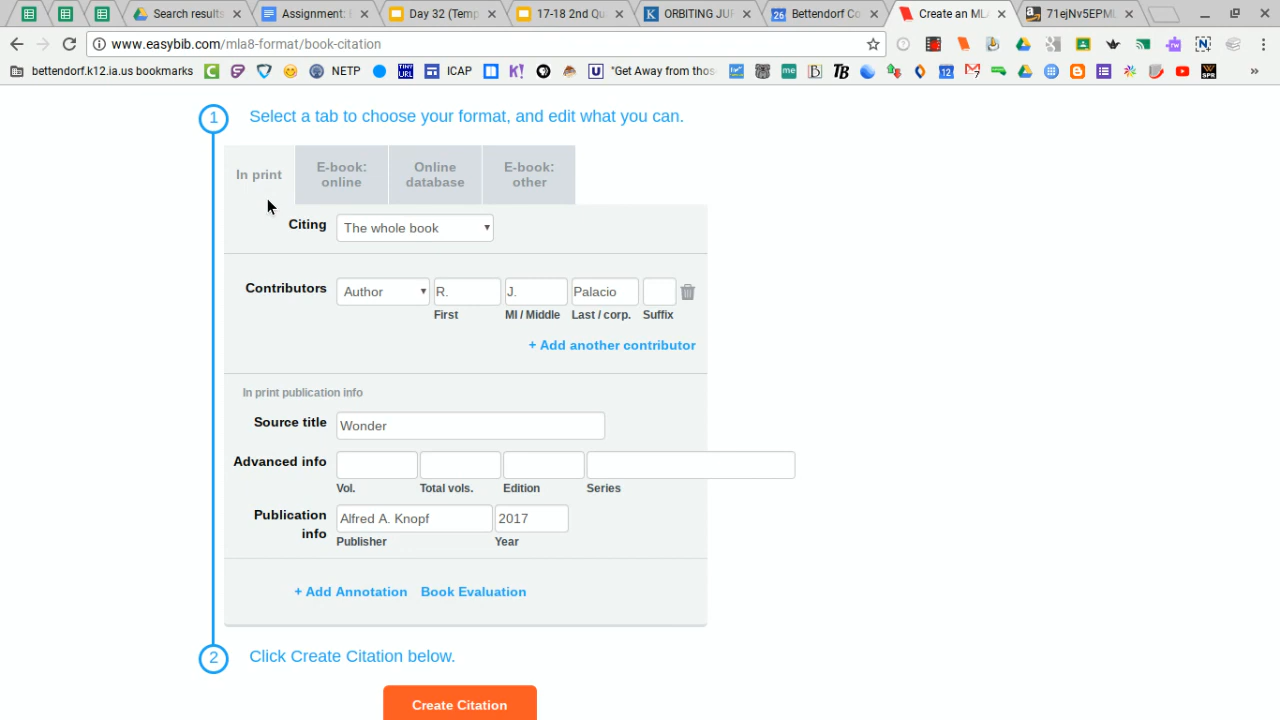 Search results
Assignment:
Day 32 (Temp
17-18 2nd Qu
ORBITING JUP
Bettendorf Co
Create an MLA
71ejNv5EPML
www.easybib.com/mla8-format/book-citation
bettendorf.k12.ia.us bookmarks NETP ICAP "Get Away from thos »
1 Select a tab to choose your format, and edit what you can.
In print
E-book: online
Online database
E-book: other
Citing The whole book
Contributors Author R. J. Palacio
First MI / Middle Last / corp. Suffix
+ Add another contributor
In print publication info
Source title Wonder
Advanced info
Vol. Total vols. Edition Series
Publication info Alfred A. Knopf 2017
Publisher Year
+ Add Annotation Book Evaluation
2 Click Create Citation below.
Create Citation